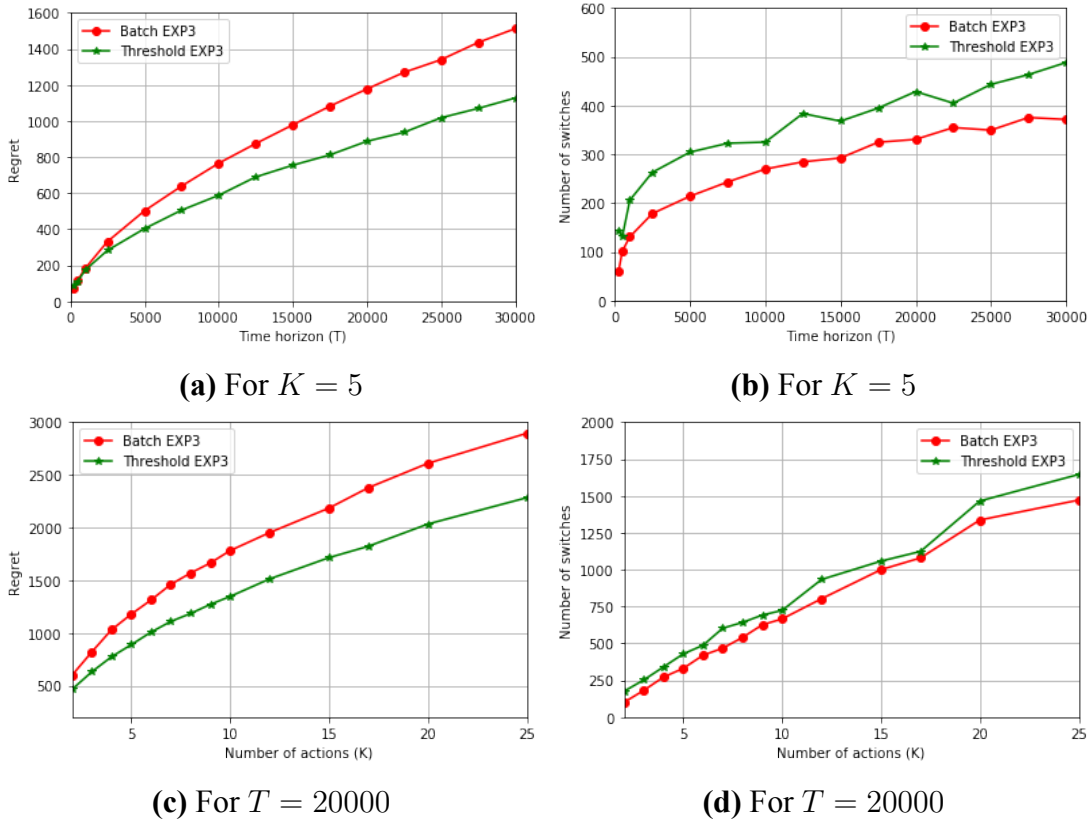 1600
1400
1200
1000
800
600
400
200
0
Regret
Batch EXP3
Threshold EXP3
0 5000 10000 15000 20000 25000 30000
Time horizon (T)
(a) For K = 5
600
500
400
300
200
100
0
Number of switches
Batch EXP3
Threshold EXP3
0 5000 10000 15000 20000 25000 30000
Time horizon (T)
(b) For K = 5
3000
2500
2000
1500
1000
500
Regret
Batch EXP3
Threshold EXP3
5 10 15 20 25
Number of actions (K)
(c) For T = 20000
2000
1750
1500
1250
1000
750
500
250
0
Number of switches
Batch EXP3
Threshold EXP3
5 10 15 20 25
Number of actions (K)
(d) For T = 20000